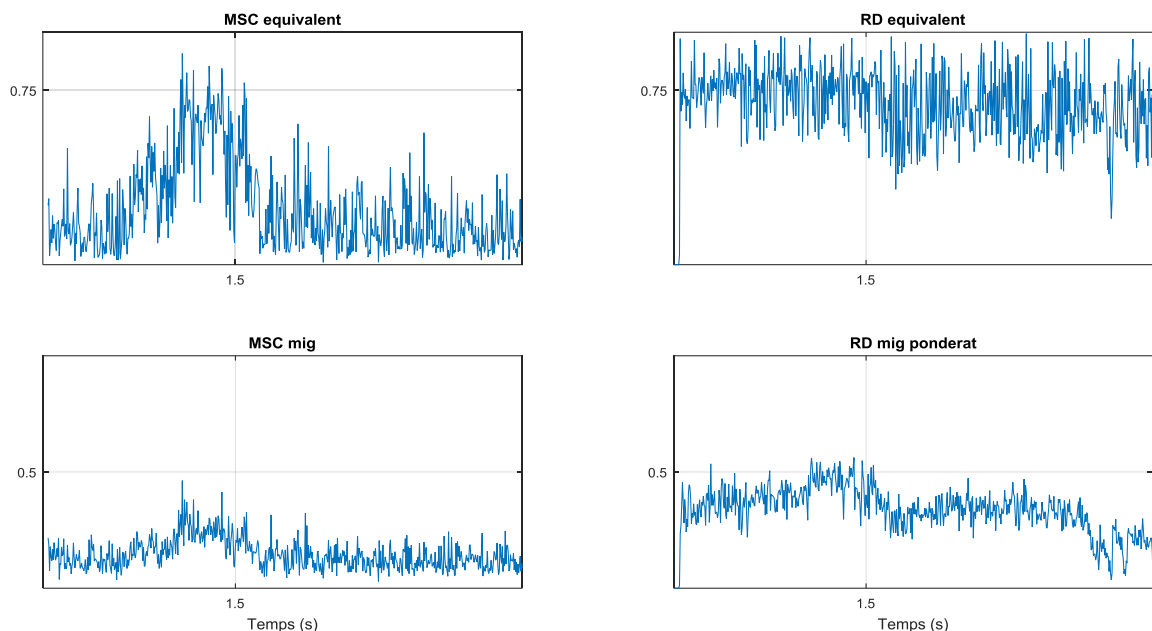 MSC equivalent
0.75
1.5
RD equivalent
0.75
1.5
MSC mig
0.5
1.5
Temps (s)
RD mig ponderat
0.5
1.5
Temps (s)